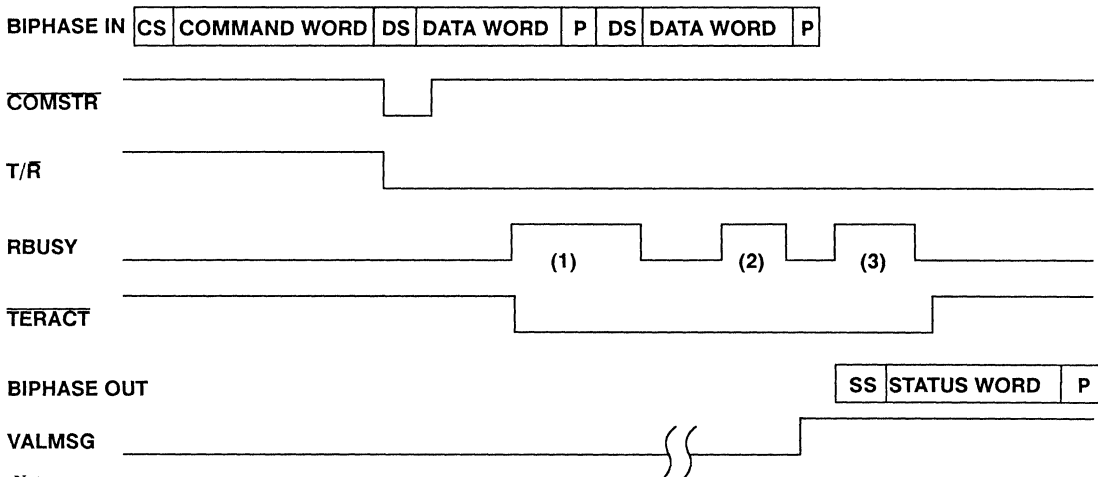 BIPHASE IN CS COMMAND WORD DS DATA WORD P DS DATA WORD P
COMSTR
T/R
RBUSY (1) (2) (3)
TERACT
BIPHASE OUT SS STATUS WORD P
VALMSG